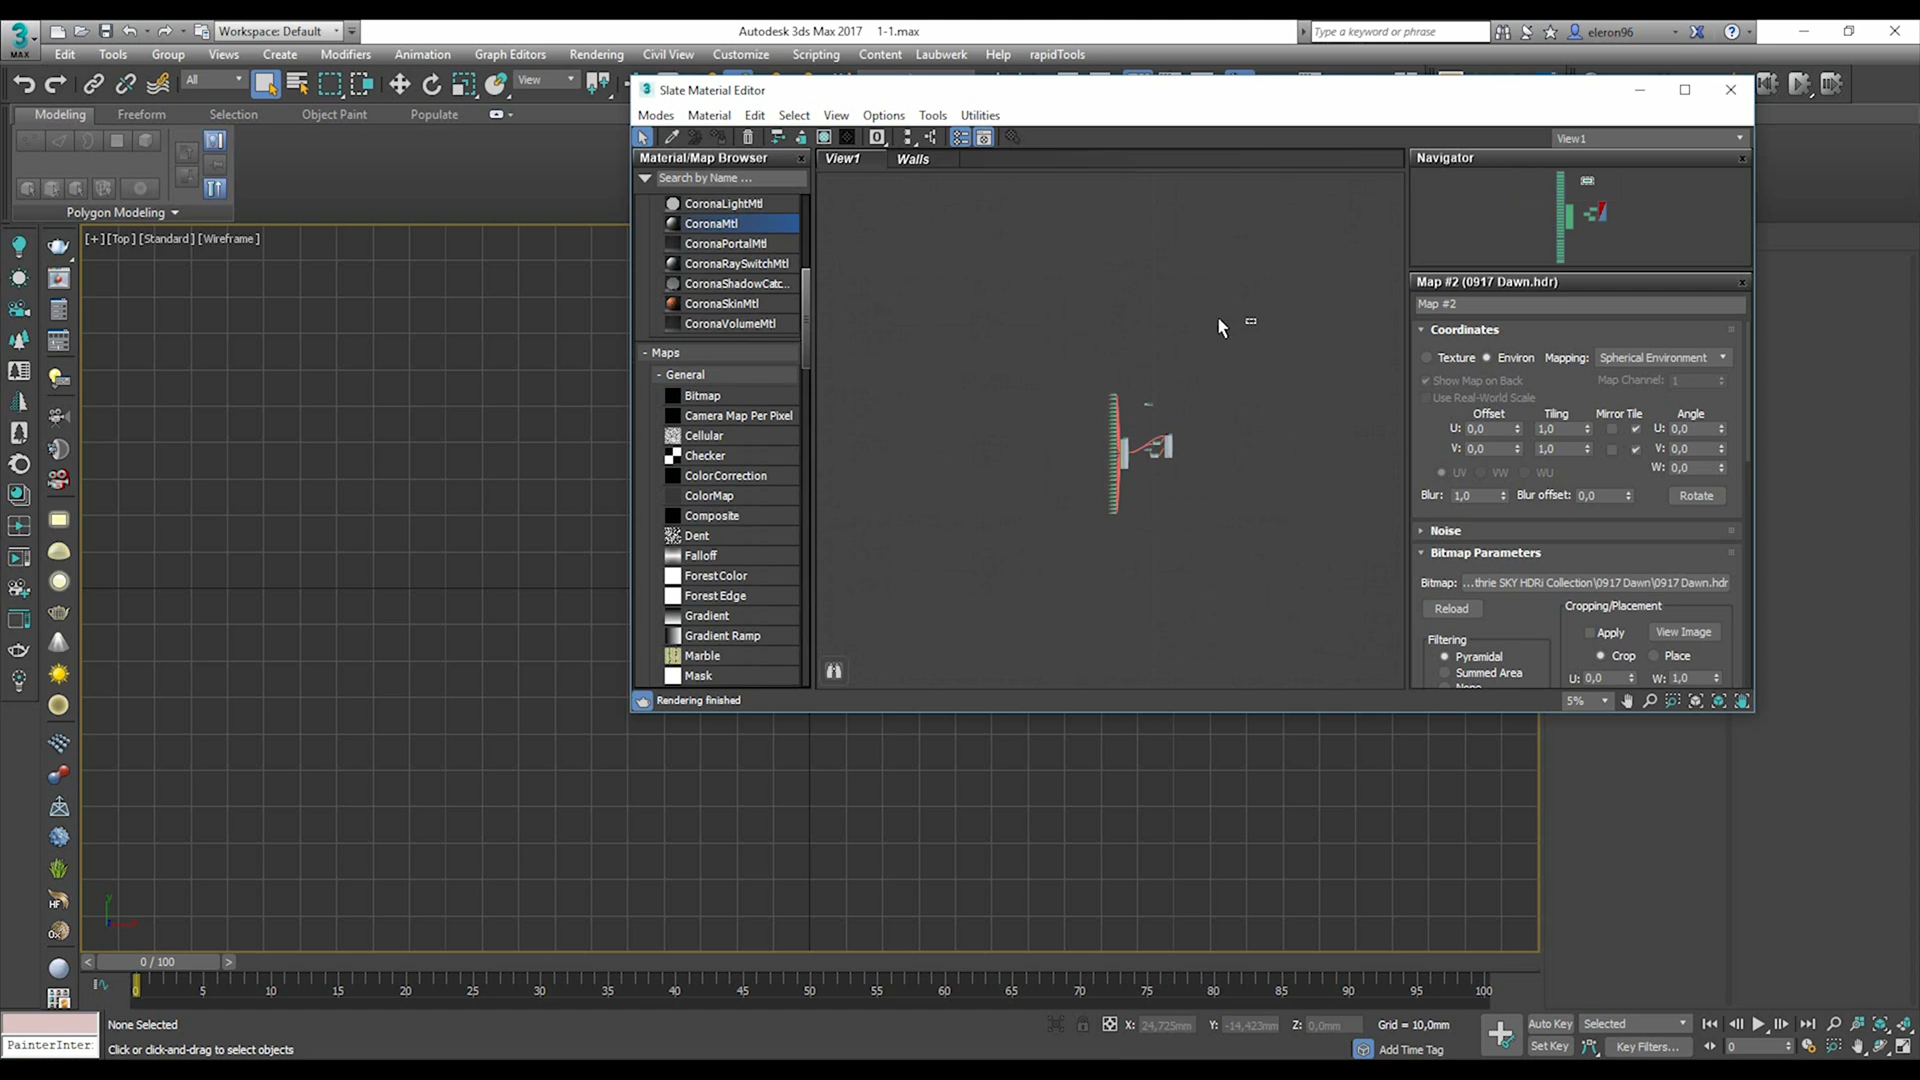 Workspace: Default
Autodesk 3ds Max 2017 1-1.max
Type a keyword or phrase
eleron96
MAX
Edit Tools Group Views Create Modifiers Animation Graph Editors Rendering Civil View Customize Scripting Content Laubwerk Help rapidTools
All
View
Modeling Freeform Selection Object Paint Populate
Polygon Modeling
[+] [Top] [Standard] [Wireframe]
Slate Material Editor
Modes Material Edit Select View Options Tools Utilities
View1
Material/Map Browser
Search by Name ...
CoronaLightMtl
CoronaMtl
CoronaPortalMtl
CoronaRaySwitchMtl
CoronaShadowCatc...
CoronaSkinMtl
CoronaVolumeMtl
- Maps
- General
Bitmap
Camera Map Per Pixel
Cellular
Checker
ColorCorrection
ColorMap
Composite
Dent
Falloff
ForestColor
Forest Edge
Gradient
Gradient Ramp
Marble
Mask
View1 Walls
Navigator
Map #2 (0917 Dawn.hdr)
Map #2
Coordinates
Texture Environ Mapping: Spherical Environment
Show Map on Back Map Channel: 1
Use Real-World Scale
Offset Tiling Mirror Tile Angle
U: 0,0 1,0 U: 0,0
V: 0,0 1,0 V: 0,0
W: 0,0
UV VW WU
Blur: 1,0 Blur offset: 0,0 Rotate
Noise
Bitmap Parameters
Bitmap: ...thrie SKY HDRi Collection\0917 Dawn\0917 Dawn.hdr
Reload
Cropping/Placement
Apply View Image
Crop Place
U: 0,0 W: 1,0
Filtering
Pyramidal
Summed Area
Rendering finished
5%
HF
Ox
y
< 0 / 100 >
0 5 10 15 20 25 30 35 40 45 50 55 60 65 70 75 80 85 90 95 100
None Selected
X: 24,725mm Y: -14,423mm Z: 0,0mm Grid = 10,0mm
Auto Key Selected
PainterInter:
Click or click-and-drag to select objects
Add Time Tag
Set Key Key Filters... 0